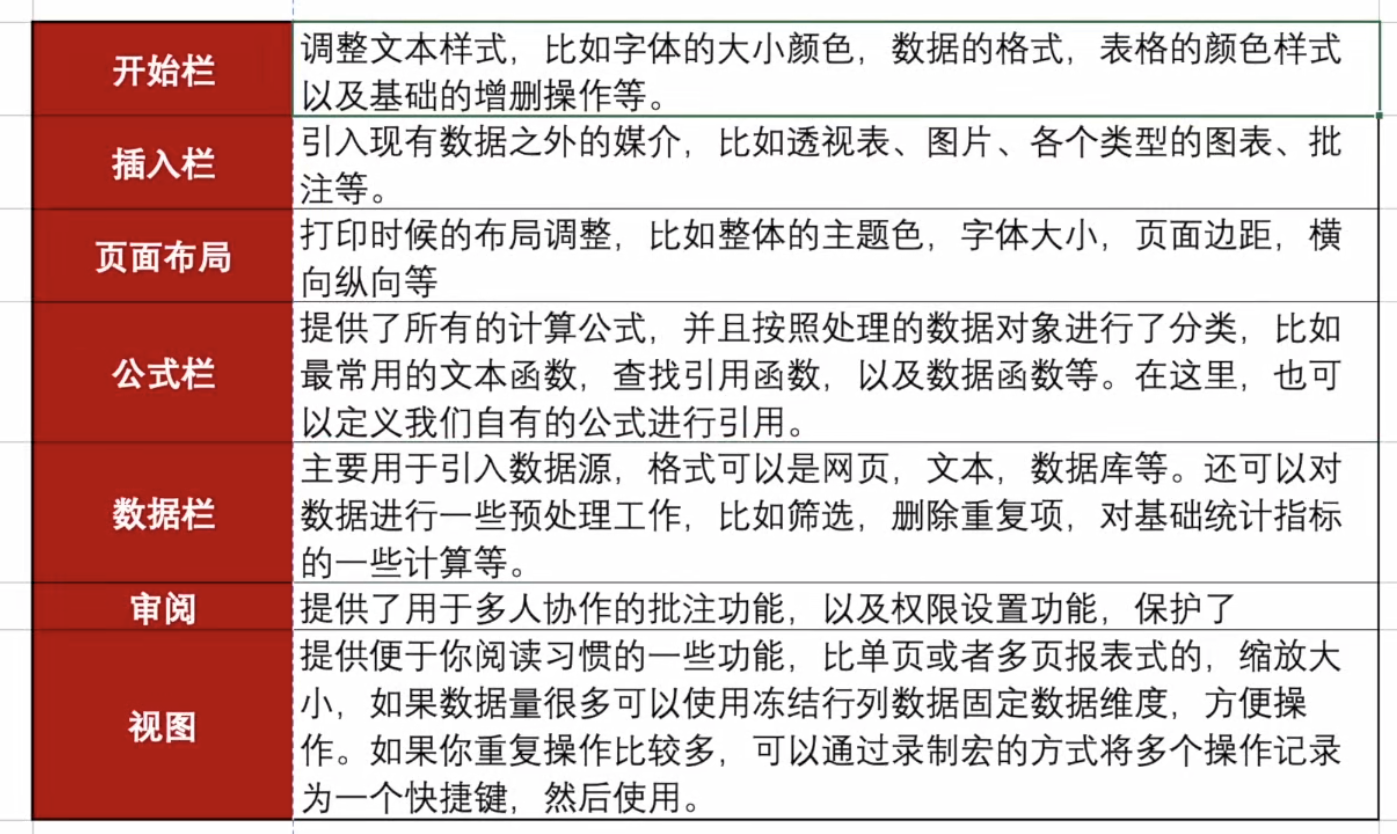 开始栏
调整文本样式，比如字体的大小颜色，数据的格式，表格的颜色样式
以及基础的增删操作等。
插入栏
引入现有数据之外的媒介，比如透视表、图片、各个类型的图表、批
注等。
页面布局
打印时候的布局调整，比如整体的主题色，字体大小，页面边距，横
向纵向等
公式栏
提供了所有的计算公式，并且按照处理的数据对象进行了分类，比如
最常用的文本函数，查找引用函数，以及数据函数等。在这里，也可
以定义我们自有的公式进行引用。
数据栏
主要用于引入数据源，格式可以是网页，文本，数据库等。还可以对
数据进行一些预处理工作，比如筛选，删除重复项，对基础统计指标
的一些计算等。
审阅
提供了用于多人协作的批注功能，以及权限设置功能，保护了
视图
提供便于你阅读习惯的一些功能，比单页或者多页报表式的，缩放大
小，如果数据量很多可以使用冻结行列数据固定数据维度，方便操
作。如果你重复操作比较多，可以通过录制宏的方式将多个操作记录
为一个快捷键，然后使用。